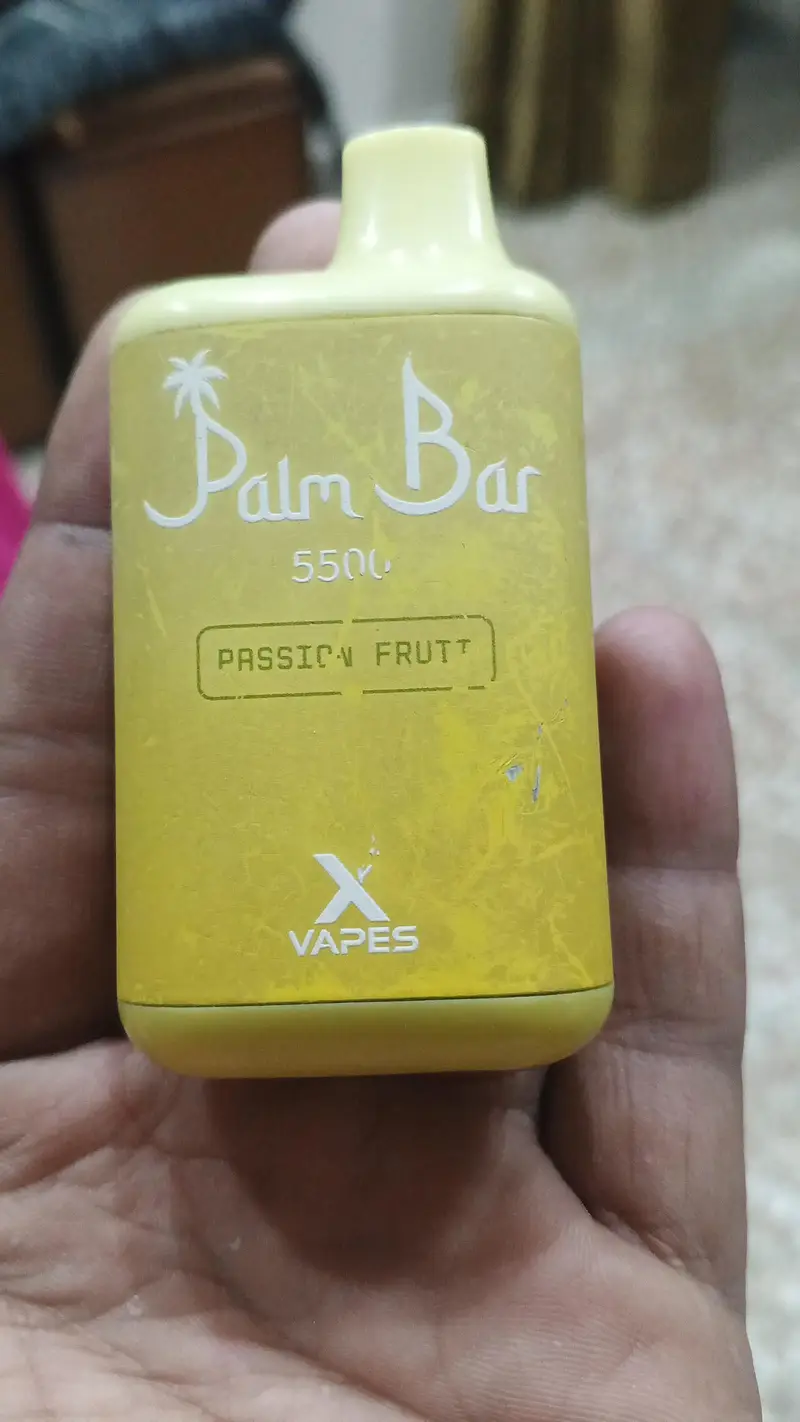 Palm Bar
5500
PASSION FRUIT
X
VAPES